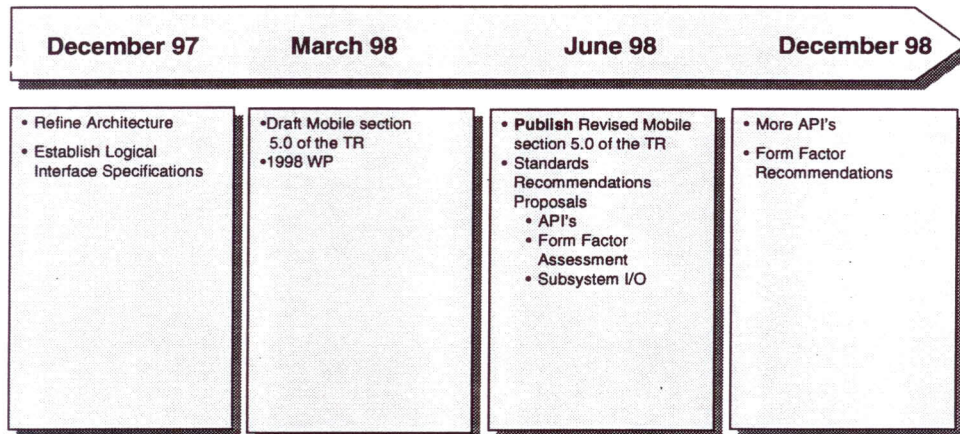 December 97 March 98 June 98 December 98
• Refine Architecture
• Establish Logical
Interface Specifications
•Draft Mobile section
5.0 of the TR
•1998 WP
• Publish Revised Mobile
section 5.0 of the TR
• Standards
Recommendations
Proposals
• API's
• Form Factor
Assessment
• Subsystem I/O
• More API's
• Form Factor
Recommendations